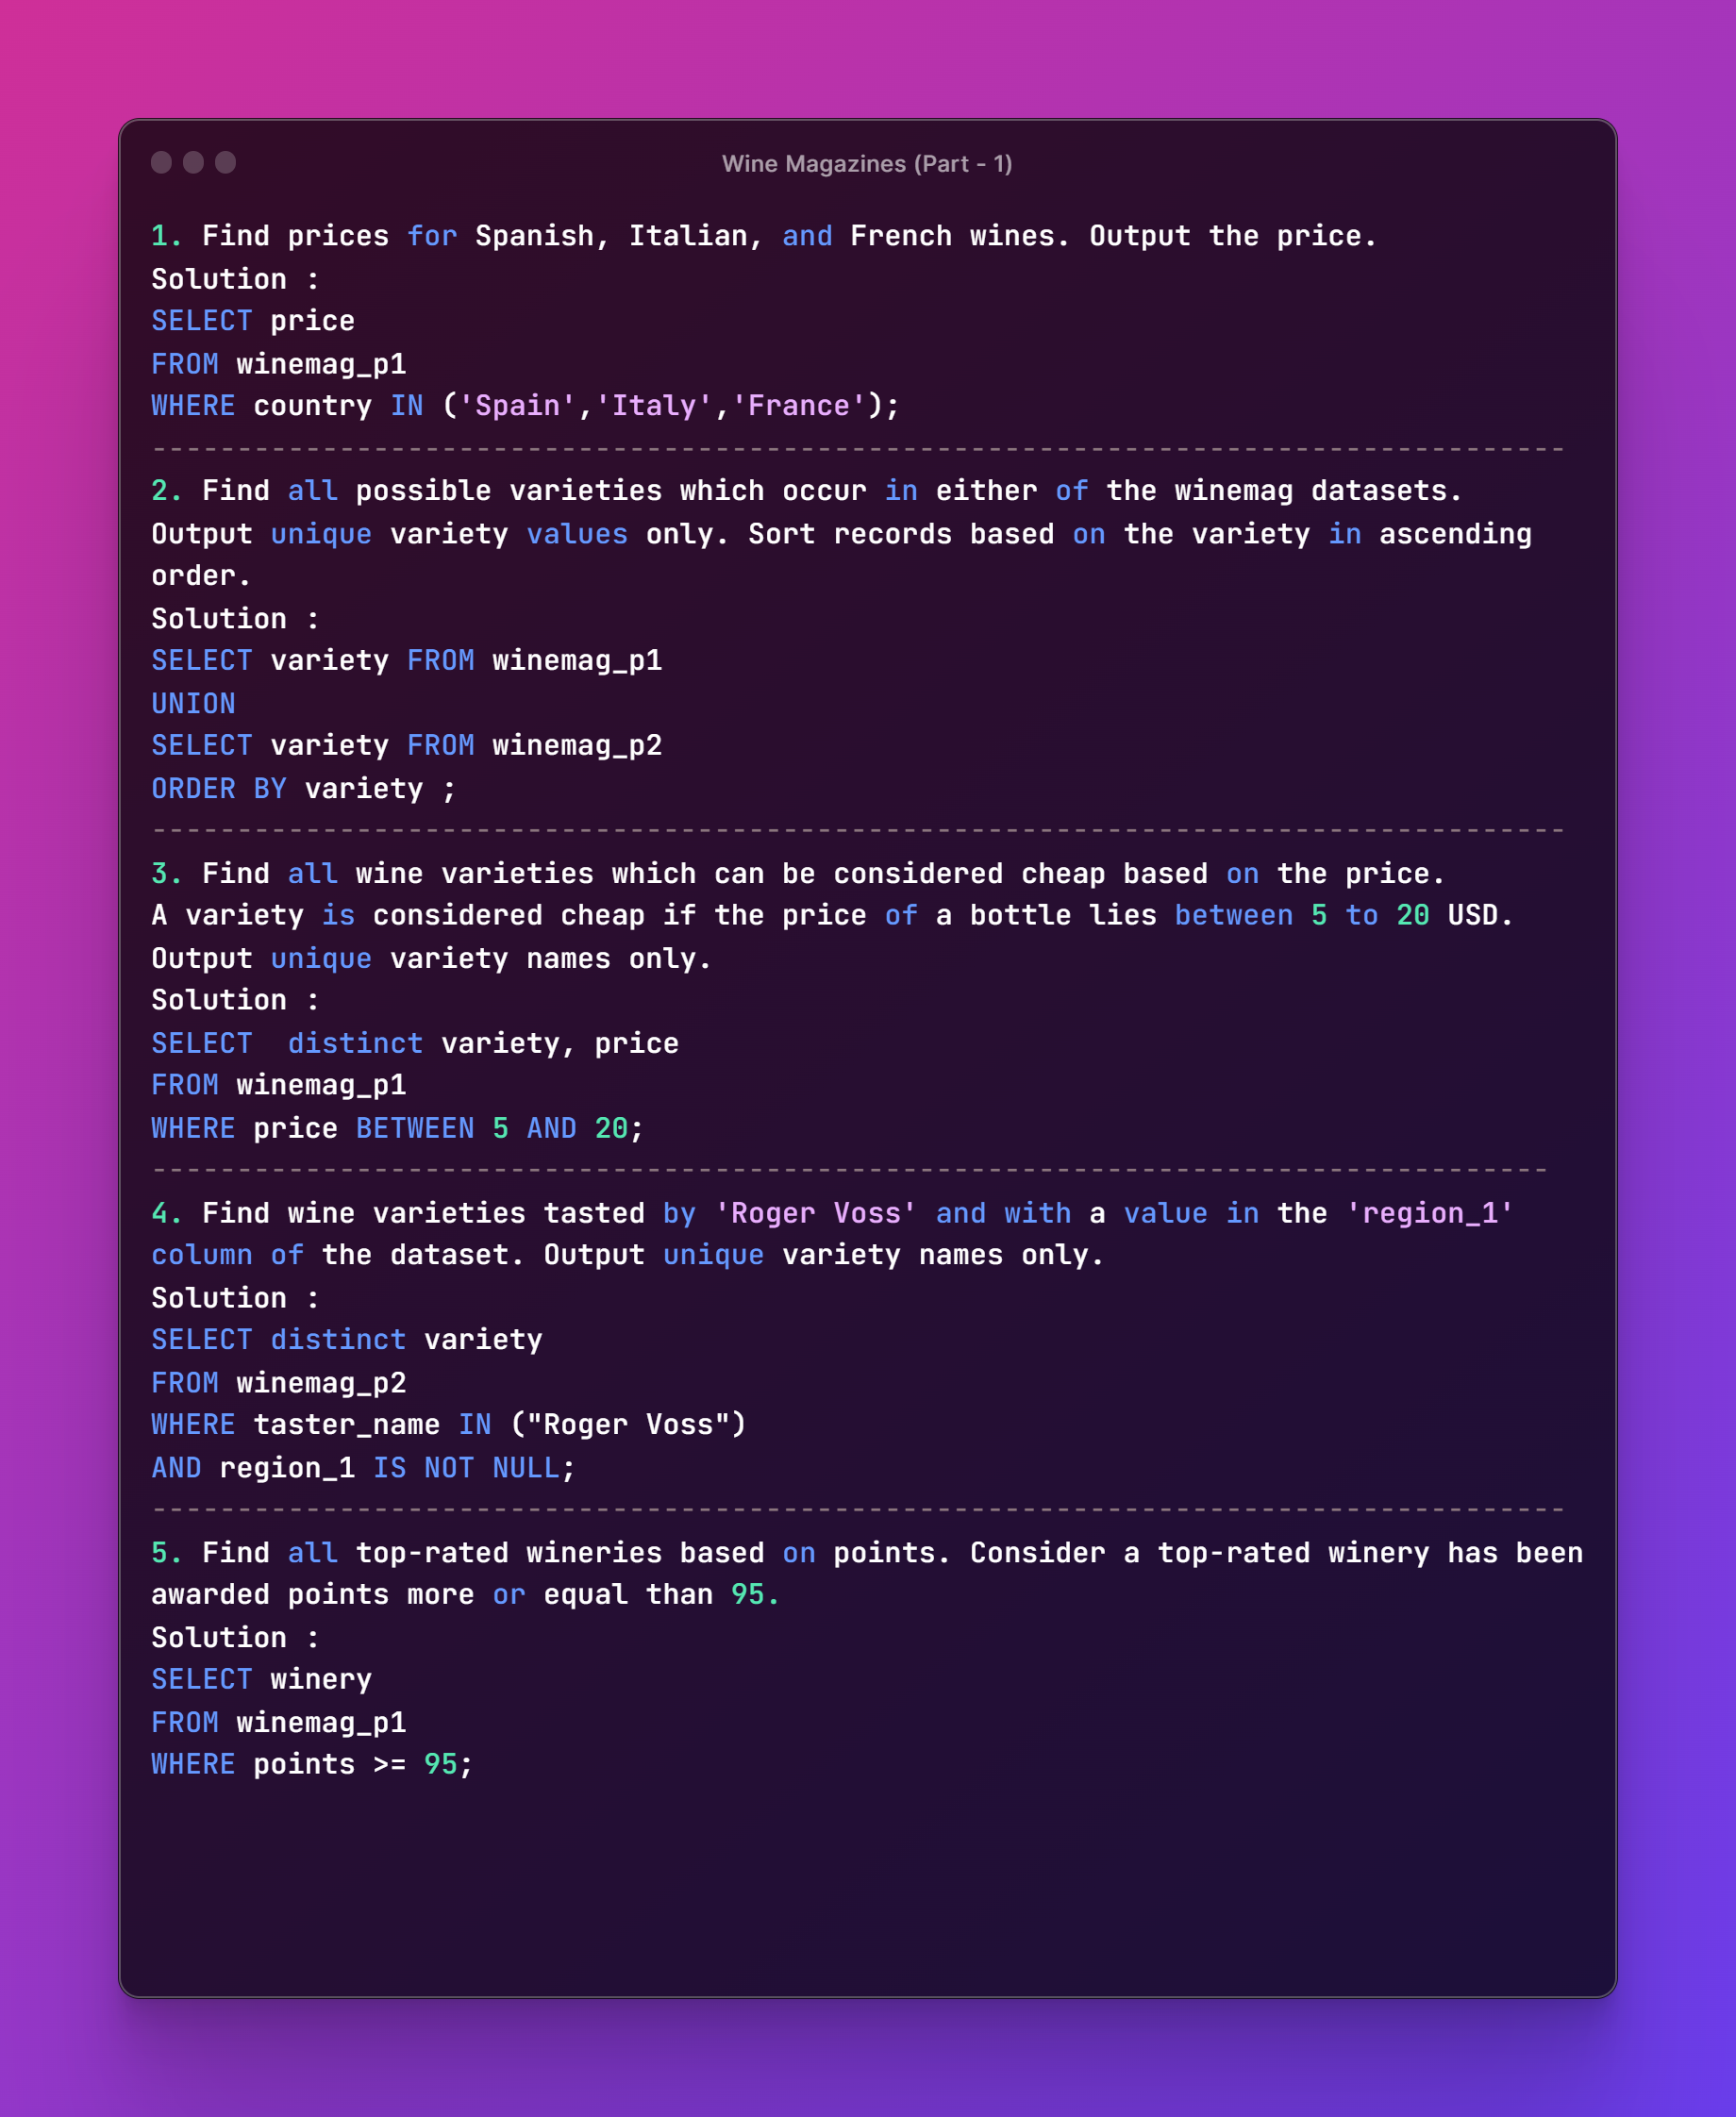 Wine Magazines (Part - 1)
1. Find prices for Spanish, Italian, and French wines. Output the price.
Solution :
SELECT price
FROM winemag_p1
WHERE country IN ('Spain','Italy','France');
-----------------------------------------------------------------------------------
2. Find all possible varieties which occur in either of the winemag datasets.
Output unique variety values only. Sort records based on the variety in ascending
order.
Solution :
SELECT variety FROM winemag_p1
UNION
SELECT variety FROM winemag_p2
ORDER BY variety ;
-----------------------------------------------------------------------------------
3. Find all wine varieties which can be considered cheap based on the price.
A variety is considered cheap if the price of a bottle lies between 5 to 20 USD.
Output unique variety names only.
Solution :
SELECT  distinct variety, price
FROM winemag_p1
WHERE price BETWEEN 5 AND 20;
----------------------------------------------------------------------------------
4. Find wine varieties tasted by 'Roger Voss' and with a value in the 'region_1'
column of the dataset. Output unique variety names only.
Solution :
SELECT distinct variety
FROM winemag_p2
WHERE taster_name IN ("Roger Voss")
AND region_1 IS NOT NULL;
-----------------------------------------------------------------------------------
5. Find all top-rated wineries based on points. Consider a top-rated winery has been
awarded points more or equal than 95.
Solution :
SELECT winery
FROM winemag_p1
WHERE points >= 95;